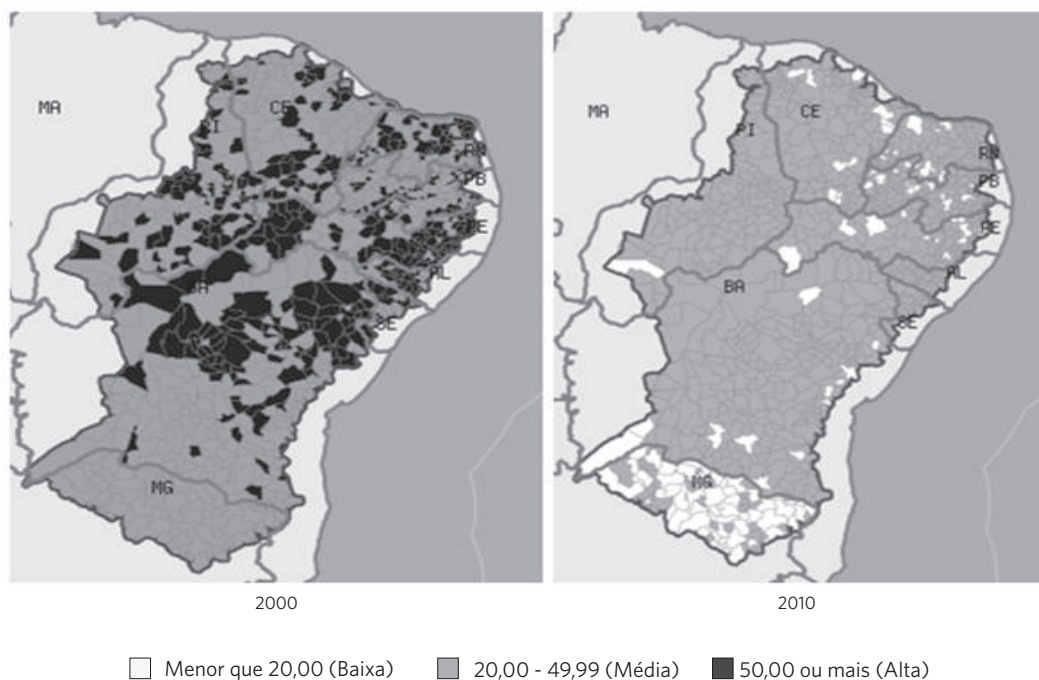 MA
CE
PI
RN
PB
PE
AL
BA
SE
MG
2000
MA
CE
PI
RN
PB
PE
AL
BA
SE
MG
2010
Menor que 20,00 (Baixa)
20,00 - 49,99 (Média)
50,00 ou mais (Alta)